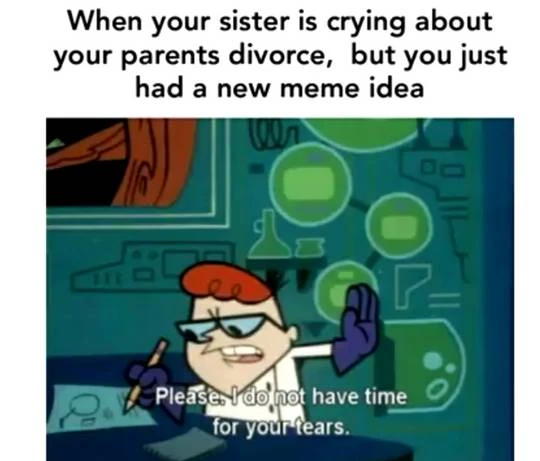 When your sister is crying about
your parents divorce, but you just
had a new meme idea
Please, I do not have time
for your tears.